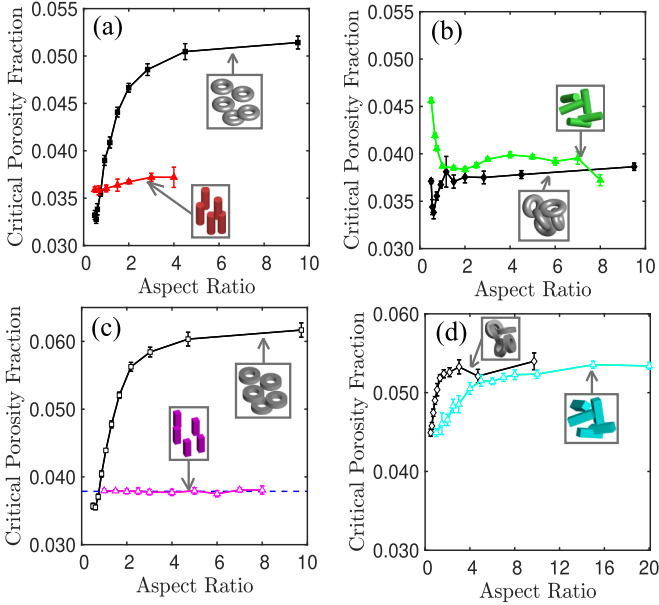 (a)
Critical Porosity Fraction
0.055
0.050
0.045
0.040
0.035
0.030
0 2 4 6 8 10
Aspect Ratio
(b)
Critical Porosity Fraction
0.055
0.050
0.045
0.040
0.035
0.030
0 2 4 6 8 10
Aspect Ratio
(c)
Critical Porosity Fraction
0.060
0.050
0.040
0.030
0 2 4 6 8 10
Aspect Ratio
(d)
Critical Porosity Fraction
0.060
0.050
0.040
0.030
0 4 8 12 16 20
Aspect Ratio